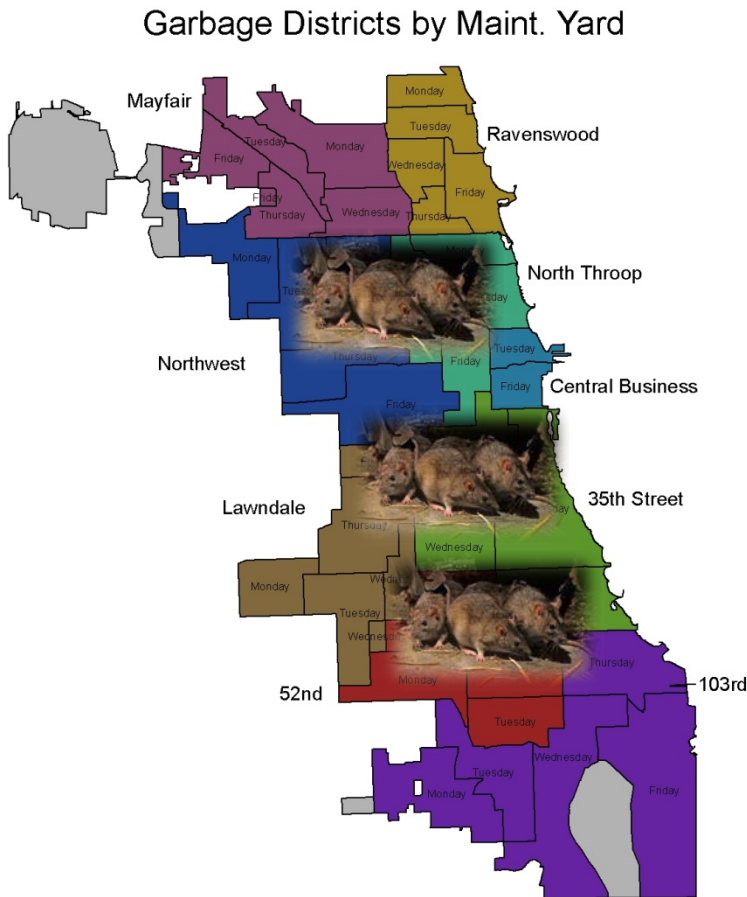 Garbage Districts by Maint. Yard
Mayfair
Monday
Tuesday
Ravenswood
Tuesday
Monday
Friday
Wednesday
Friday
Friday
Thursday
Wednesday
Thursday
Monday
North Throop
Northwest
Thursday
Friday
Tuesday
Friday
Central Business
Friday
Lawndale
35th Street
Thursday
Wednesday
Monday
Tuesday
52nd
Monday
Thursday
103rd
Tuesday
Wednesday
Tuesday
Monday
Friday